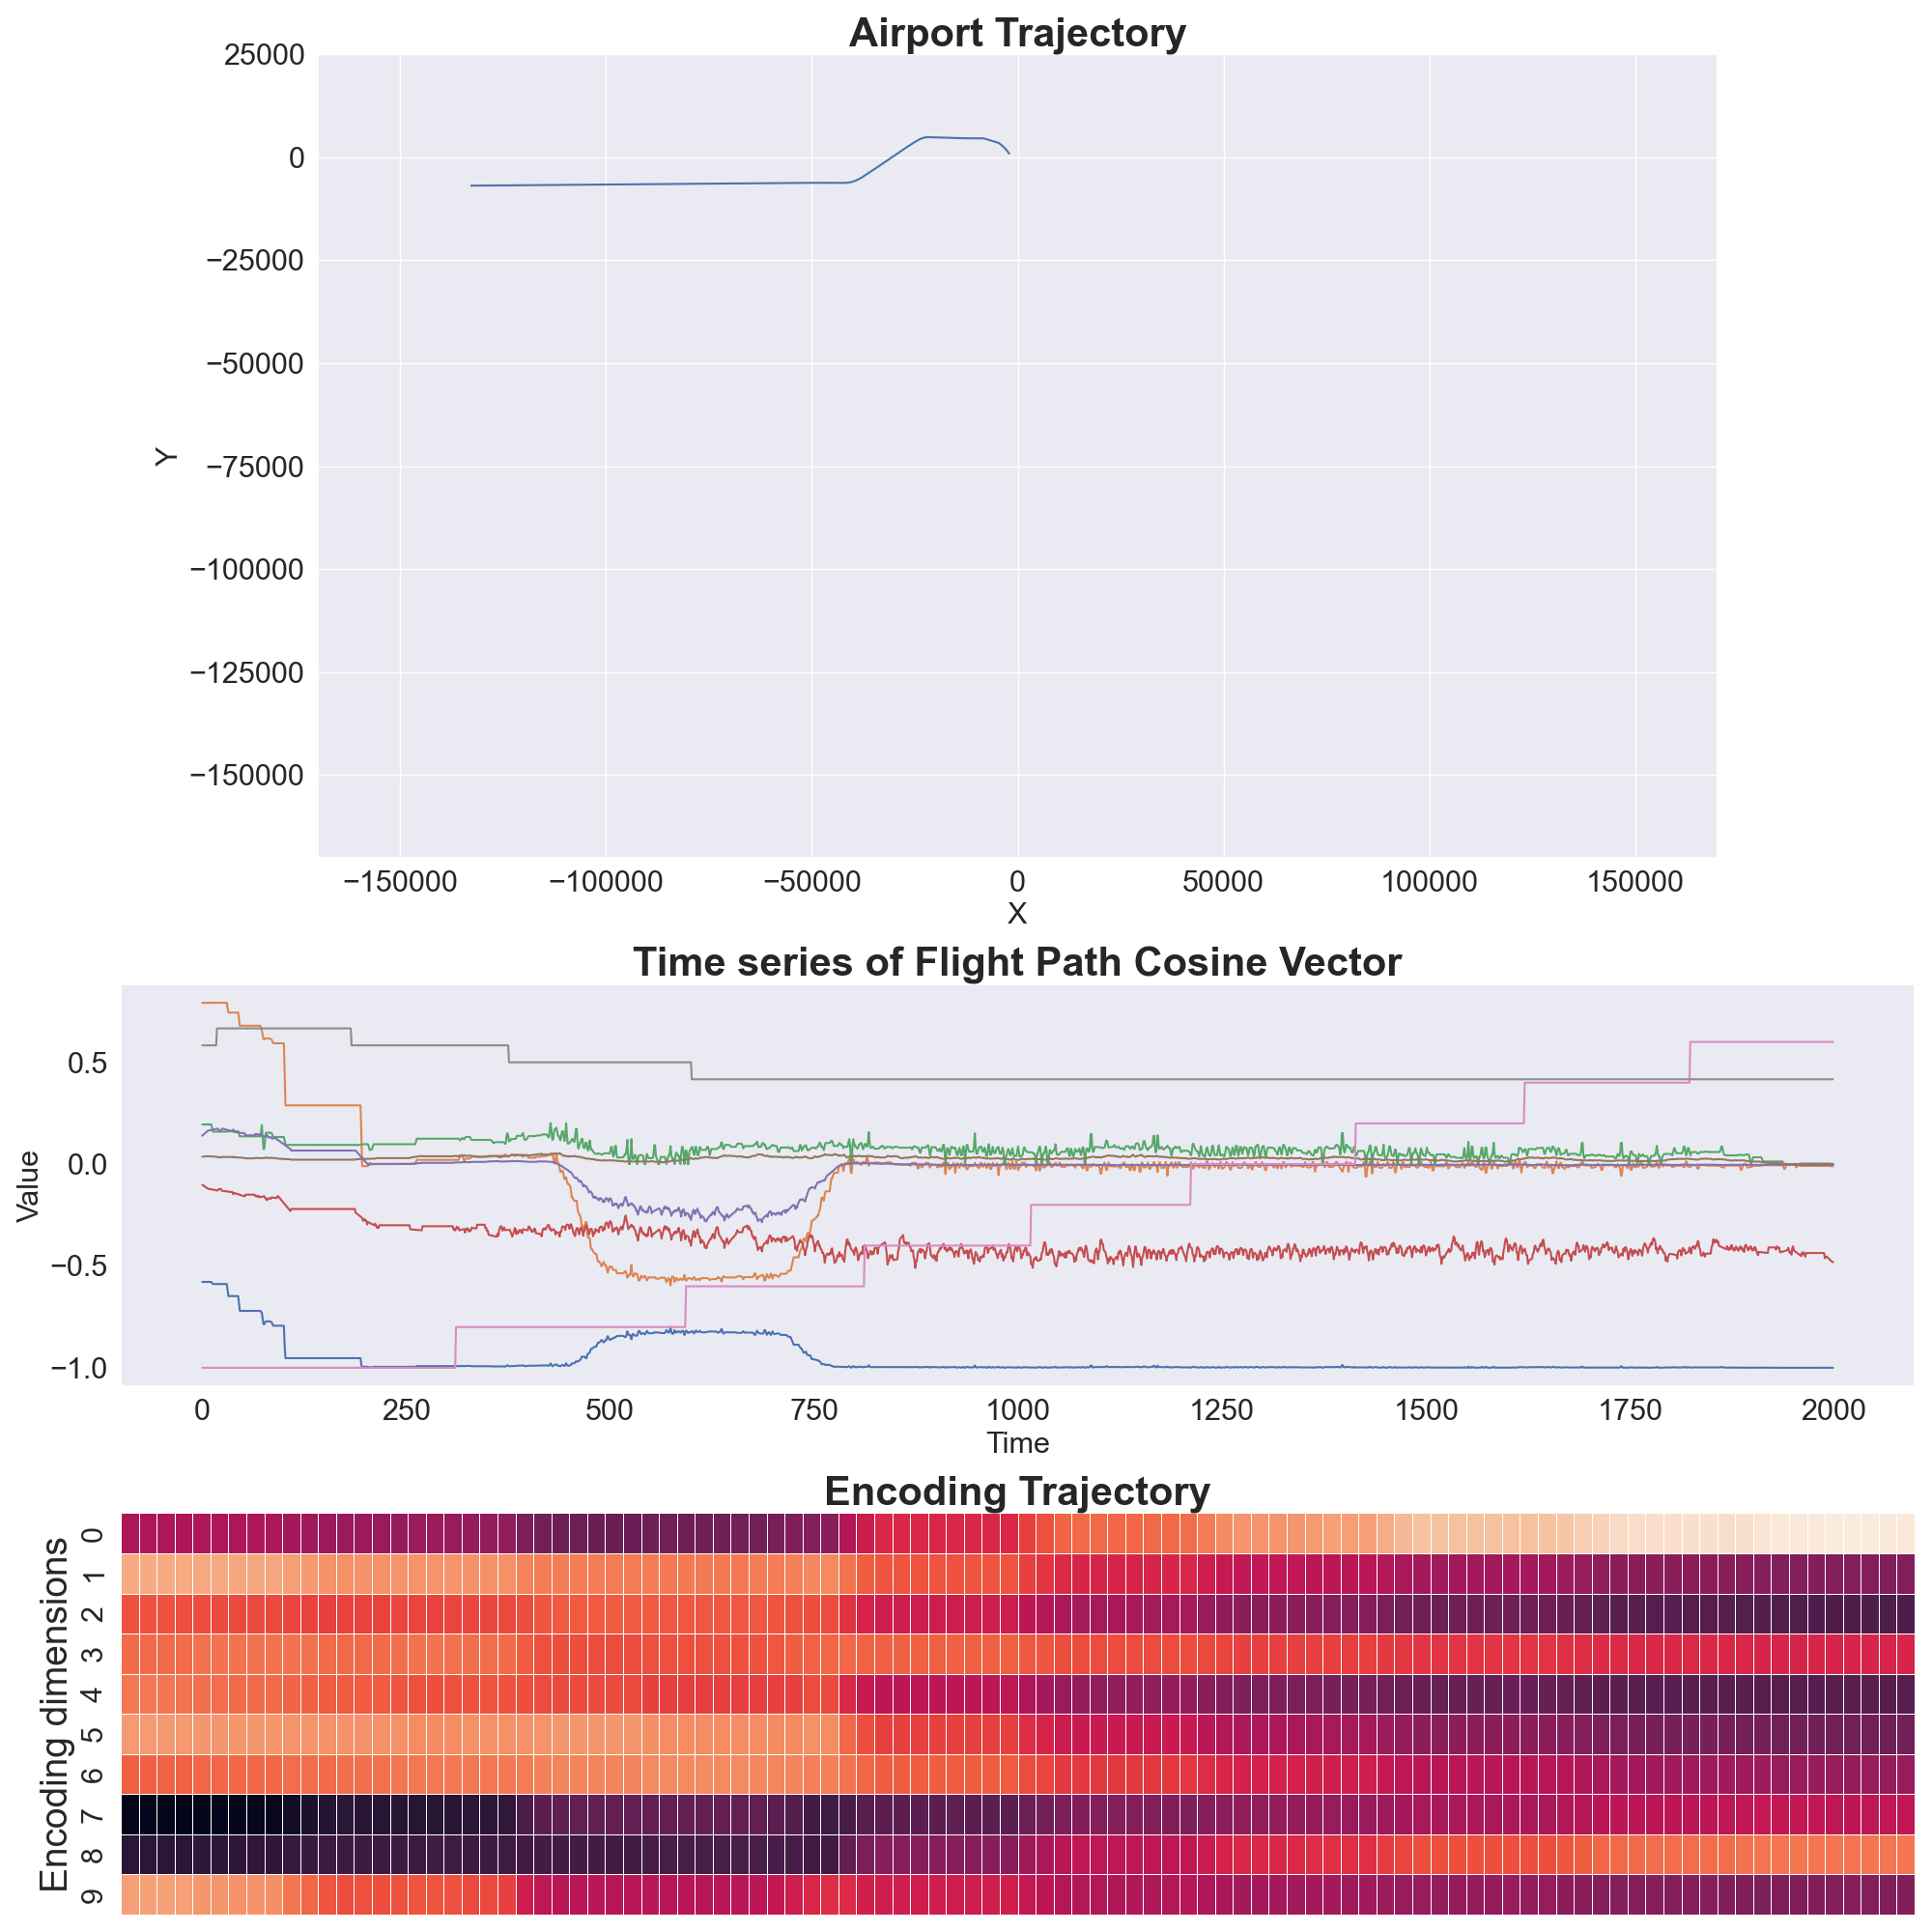 Airport Trajectory
25000
0
−25000
−50000
−75000
−100000
−125000
−150000
Y
−150000 −100000 −50000 0 50000 100000 150000
X
Time series of Flight Path Cosine Vector
0.5
0.0
−0.5
−1.0
Value
0 250 500 750 1000 1250 1500 1750 2000
Time
Encoding Trajectory
Encoding dimensions
0
1
2
3
4
5
6
7
8
9